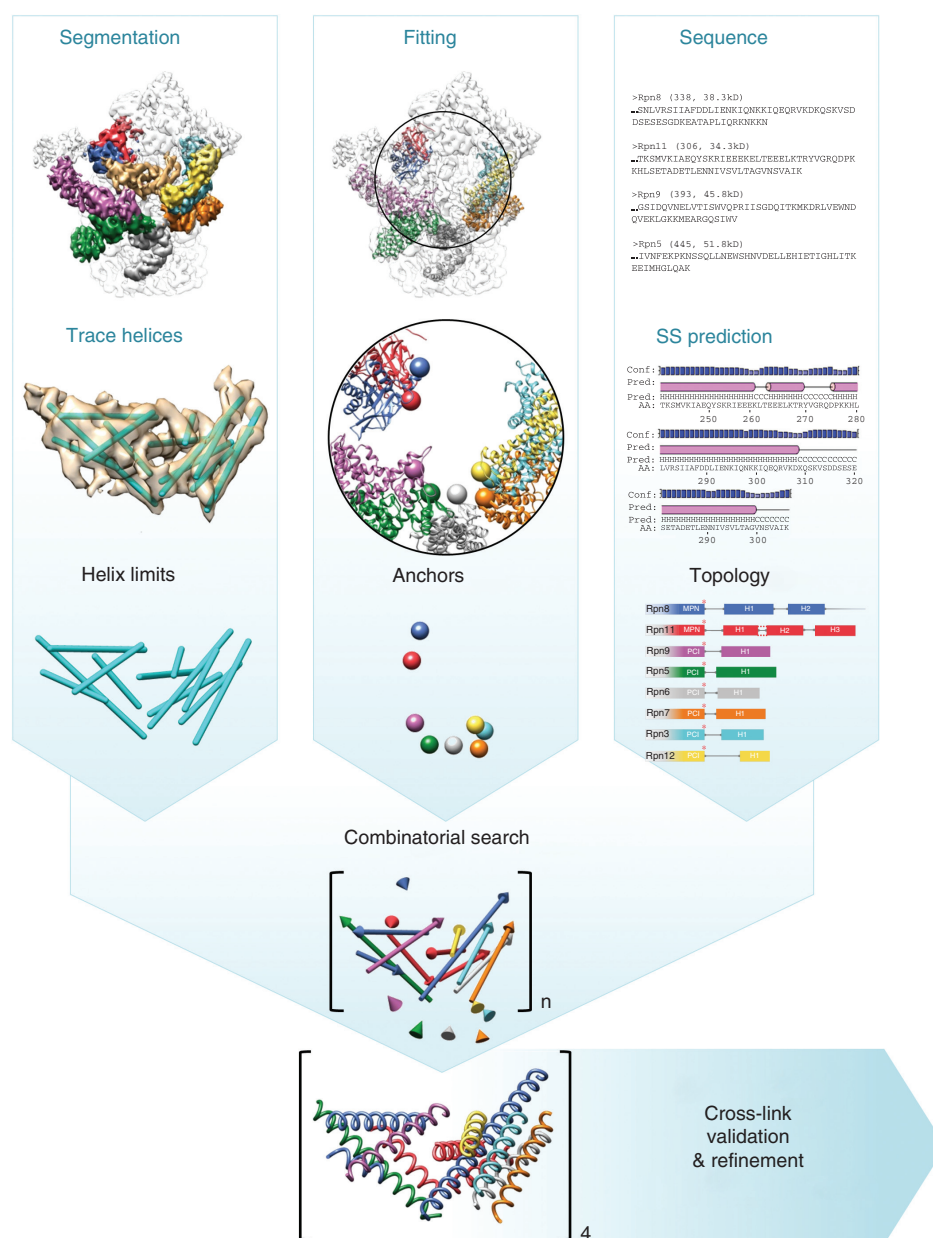 Segmentation
Fitting
Sequence
>Rpn8 (338, 38.3kD)
…SNLVRSIIAFDDLIENKIQNKKIQEQRVKDKQSKVSD
DSESESGDKEATAPLIQRKNKKN
>Rpn11 (306, 34.3kD)
…TKSMVKIAEQYSKRIEEEKELTEEELKTRYVGRQDPK
KHLSETADETLENNIVSVLTAGVNSVAIK
>Rpn9 (393, 45.8kD)
…GSIDQVNELVTISWVQPRIISGDQITKMKDRLVEWND
QVEKLGKKMEARGQSIWV
>Rpn5 (445, 51.8kD)
…IVNFEKPKNSSQLLNEWSHNVDELLEHIETIGHLITK
EEIMHGLQAK
Trace helices
SS prediction
Conf:
Pred:
Pred: HHHHHHHHHHHHHHHHHHHCCCHHHHHHHCCCCCCHHHHH
AA: TKSMVKIAEQYSKRIEEEKLTEEELKTRYVGRQDPKKHL
250 260 270 280
Conf:
Pred:
Pred: HHHHHHHHHHHHHHHHHHHHHHHHHHHHCCCCCCCCCCCC
AA: LVRSIIAFDDLIENKIQNKKIQEQRVKDKQSKVSDDSESE
290 300 310 320
Conf:
Pred:
Pred: HHHHHHHHHHHHHHHHHHHCCCCCCC
AA: SETADETLENNIVSVLTAGVNSVAIK
290 300
Helix limits
Anchors
Topology
Rpn8 MPN H1 H2
Rpn11 MPN H1 H2 H3
Rpn9 PCI H1
Rpn5 PCI H1
Rpn6 PCI H1
Rpn7 PCI H1
Rpn3 PCI H1
Rpn12 PCI H1
Combinatorial search
n
Cross-link
validation
& refinement
4